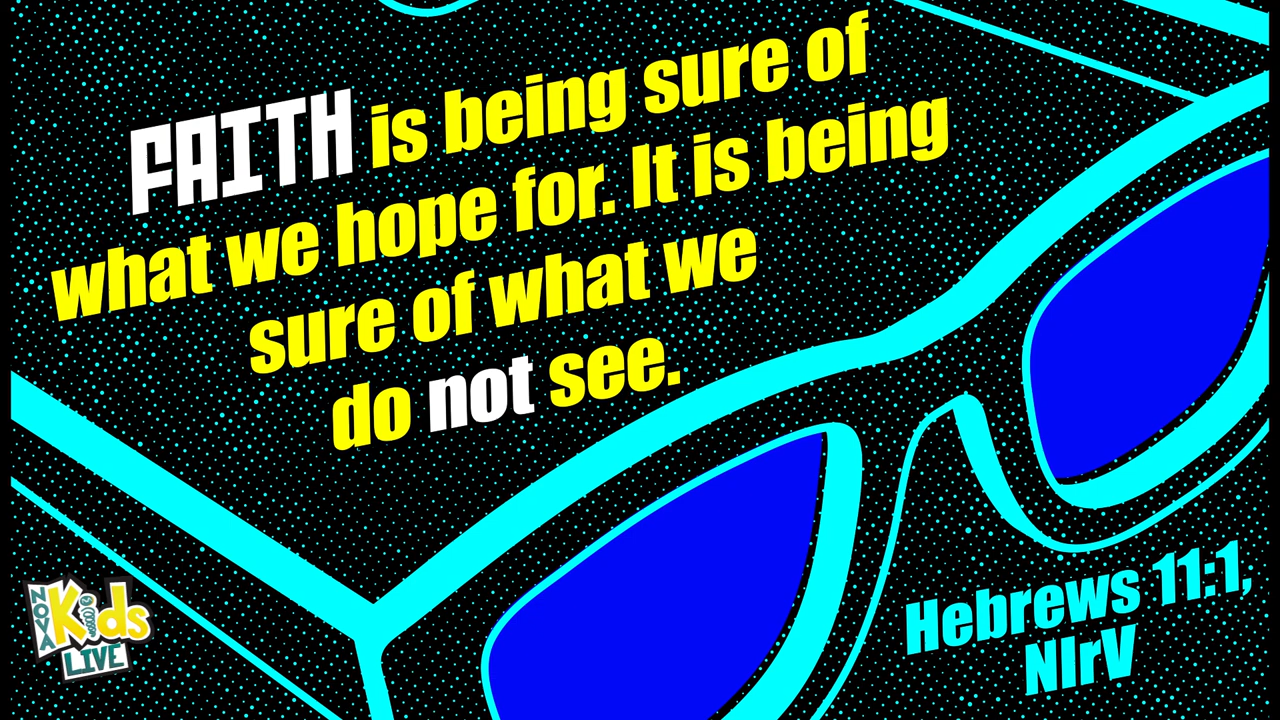 FAITH is being sure of
what we hope for. It is being
sure of what we
do not see.
Hebrews 11:1,
NIrV
NOVA
Kids
LIVE